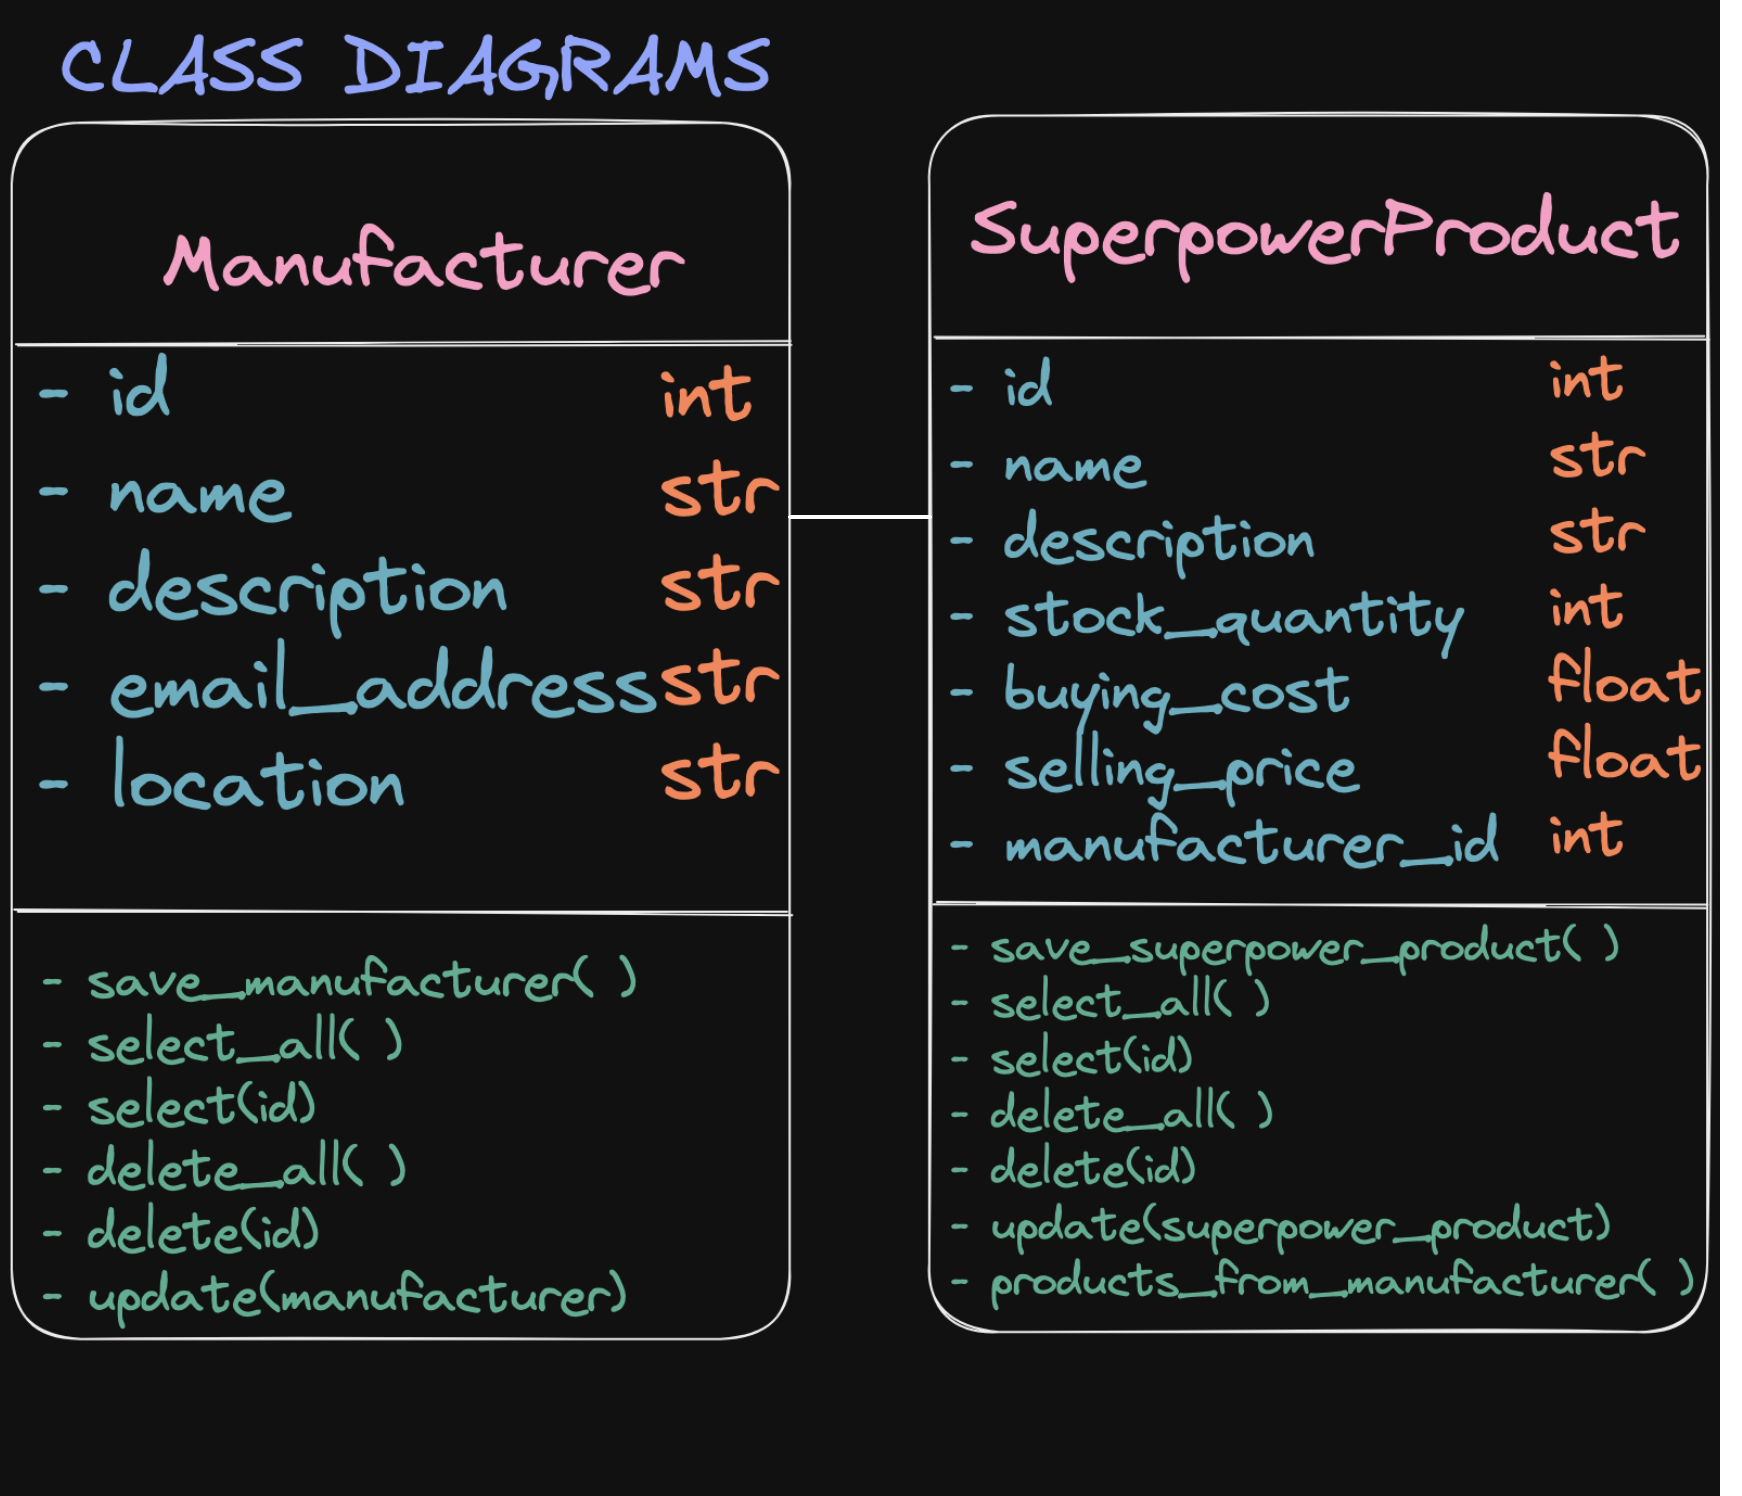 CLASS DIAGRAMS
Manufacturer
- id int
- name str
- description str
- email_address str
- location str
- save_manufacturer( )
- select_all( )
- select(id)
- delete_all( )
- delete(id)
- update(manufacturer)
SuperpowerProduct
- id int
- name str
- description str
- stock_quantity int
- buying_cost float
- selling_price float
- manufacturer_id int
- save_superpower_product( )
- select_all( )
- select(id)
- delete_all( )
- delete(id)
- update(superpower_product)
- products_from_manufacturer( )